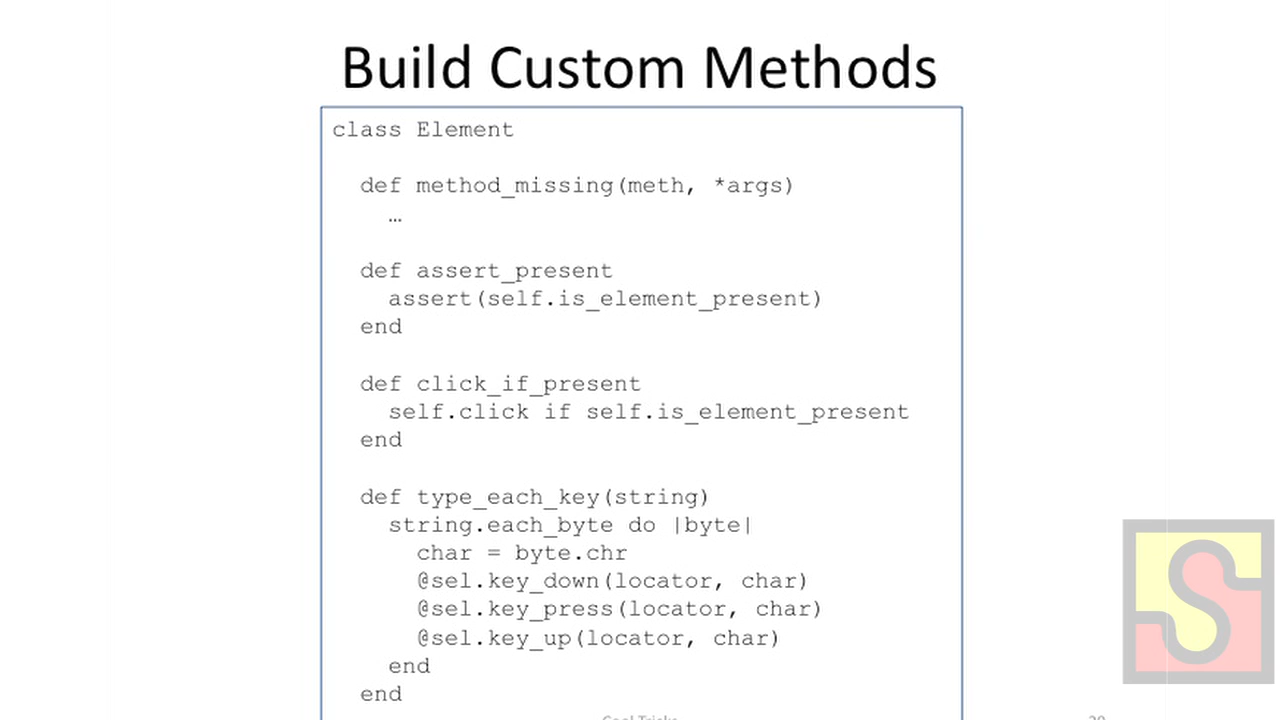 Build Custom Methods
class Element
def method_missing(meth, *args)
…
def assert_present
assert(self.is_element_present)
end
def click_if_present
self.click if self.is_element_present
end
def type_each_key(string)
string.each_byte do |byte|
char = byte.chr
@sel.key_down(locator, char)
@sel.key_press(locator, char)
@sel.key_up(locator, char)
end
end
S
Cool Tricks